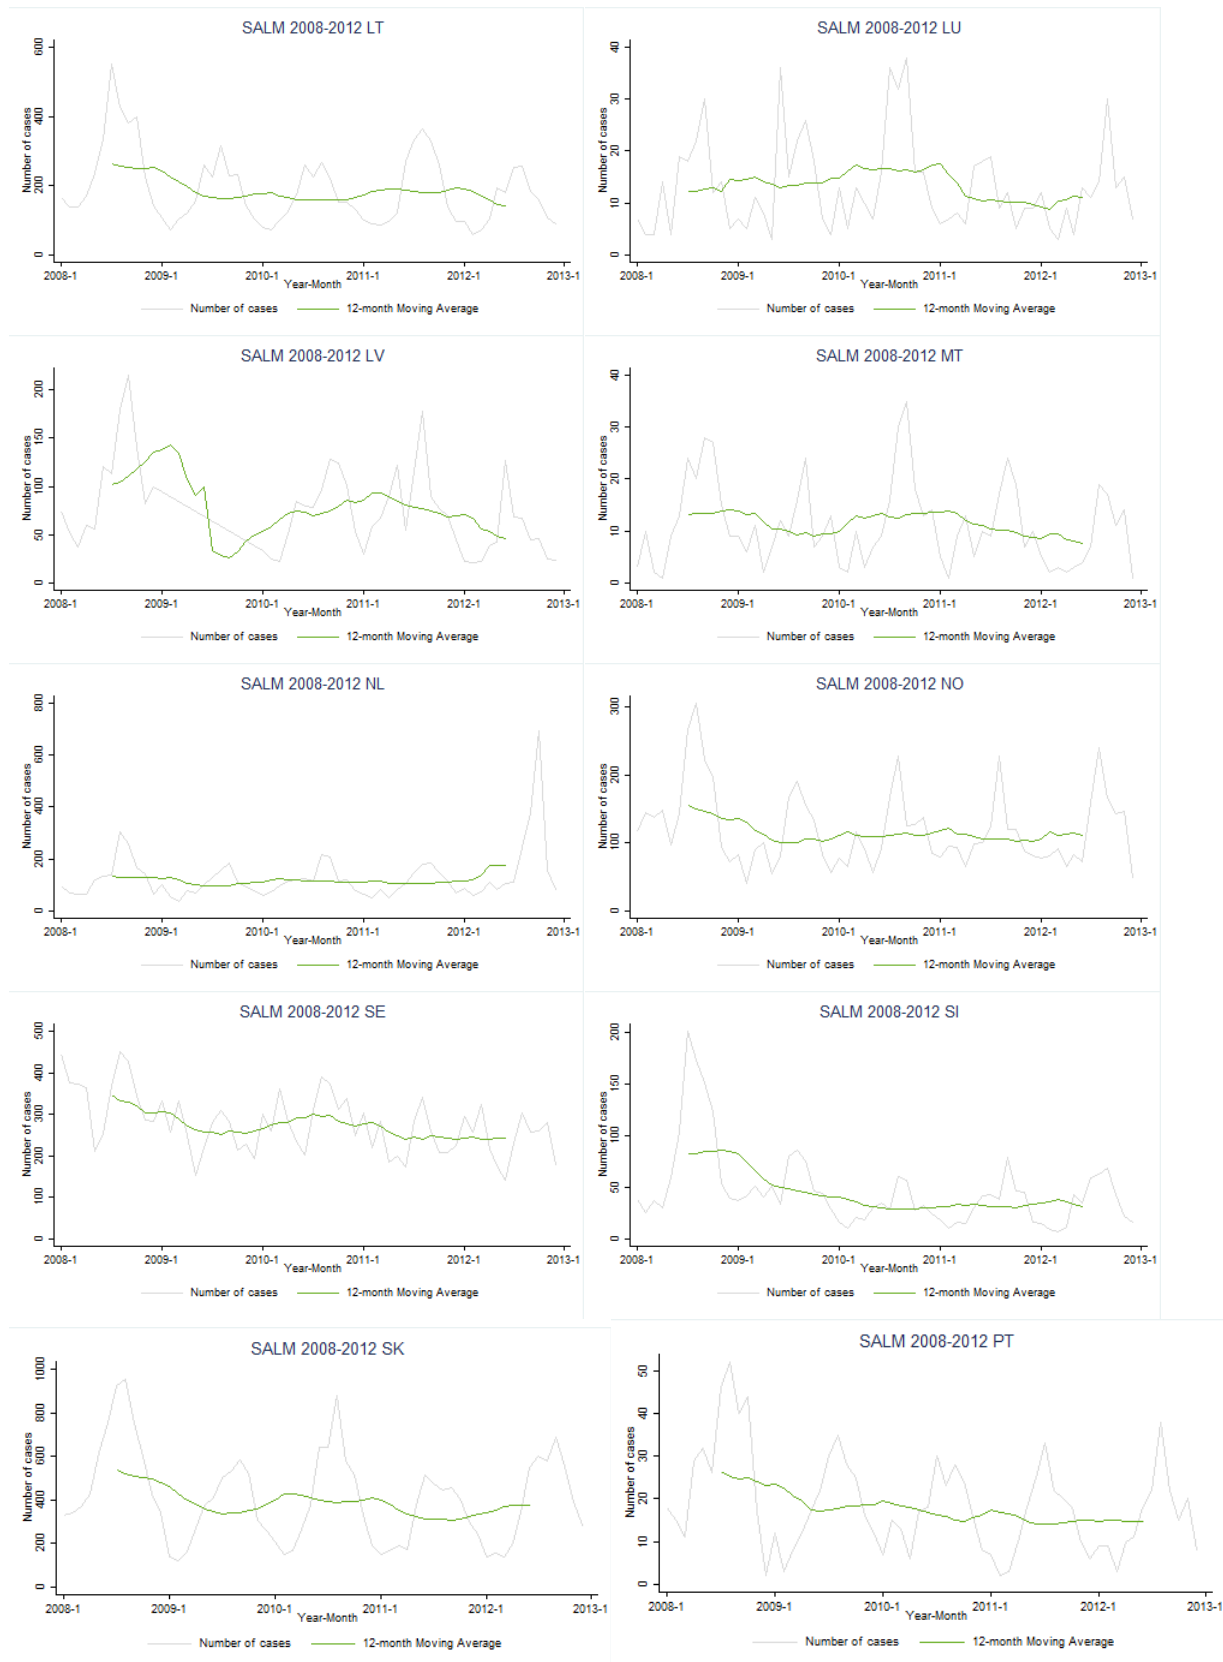 SALM 2008-2012 LT
Number of cases
600
400
200
0
2008-1 2009-1 2010-1 2011-1 2012-1 2013-1
Year-Month
Number of cases 12-month Moving Average
SALM 2008-2012 LU
Number of cases
40
30
20
10
0
2008-1 2009-1 2010-1 2011-1 2012-1 2013-1
Year-Month
Number of cases 12-month Moving Average
SALM 2008-2012 LV
Number of cases
200
150
100
50
0
2008-1 2009-1 2010-1 2011-1 2012-1 2013-1
Year-Month
Number of cases 12-month Moving Average
SALM 2008-2012 MT
Number of cases
40
30
20
10
0
2008-1 2009-1 2010-1 2011-1 2012-1 2013-1
Year-Month
Number of cases 12-month Moving Average
SALM 2008-2012 NL
Number of cases
800
600
400
200
0
2008-1 2009-1 2010-1 2011-1 2012-1 2013-1
Year-Month
Number of cases 12-month Moving Average
SALM 2008-2012 NO
Number of cases
300
200
100
0
2008-1 2009-1 2010-1 2011-1 2012-1 2013-1
Year-Month
Number of cases 12-month Moving Average
SALM 2008-2012 SE
Number of cases
500
400
300
200
100
0
2008-1 2009-1 2010-1 2011-1 2012-1 2013-1
Year-Month
Number of cases 12-month Moving Average
SALM 2008-2012 SI
Number of cases
200
150
100
50
0
2008-1 2009-1 2010-1 2011-1 2012-1 2013-1
Year-Month
Number of cases 12-month Moving Average
SALM 2008-2012 SK
Number of cases
1000
800
600
400
200
0
2008-1 2009-1 2010-1 2011-1 2012-1 2013-1
Year-Month
Number of cases 12-month Moving Average
SALM 2008-2012 PT
Number of cases
50
40
30
20
10
0
2008-1 2009-1 2010-1 2011-1 2012-1 2013-1
Year-Month
Number of cases 12-month Moving Average